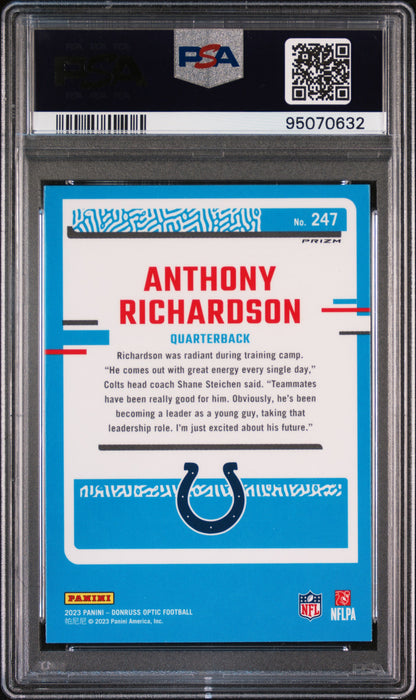 PSA
95070632
No. 247
PRIZM
ANTHONY
RICHARDSON
QUARTERBACK
Richardson was radiant during training camp.
“He comes out with great energy every single day,”
Colts head coach Shane Steichen said. “Teammates
have been really good for him. Obviously, he's been
becoming a leader as a young guy, taking that
leadership role. I'm just excited about his future.”
PANINI
2023 PANINI – DONRUSS OPTIC FOOTBALL
帕尼尼 © 2023 Panini America, Inc.
NFL
NFLPA
PSA